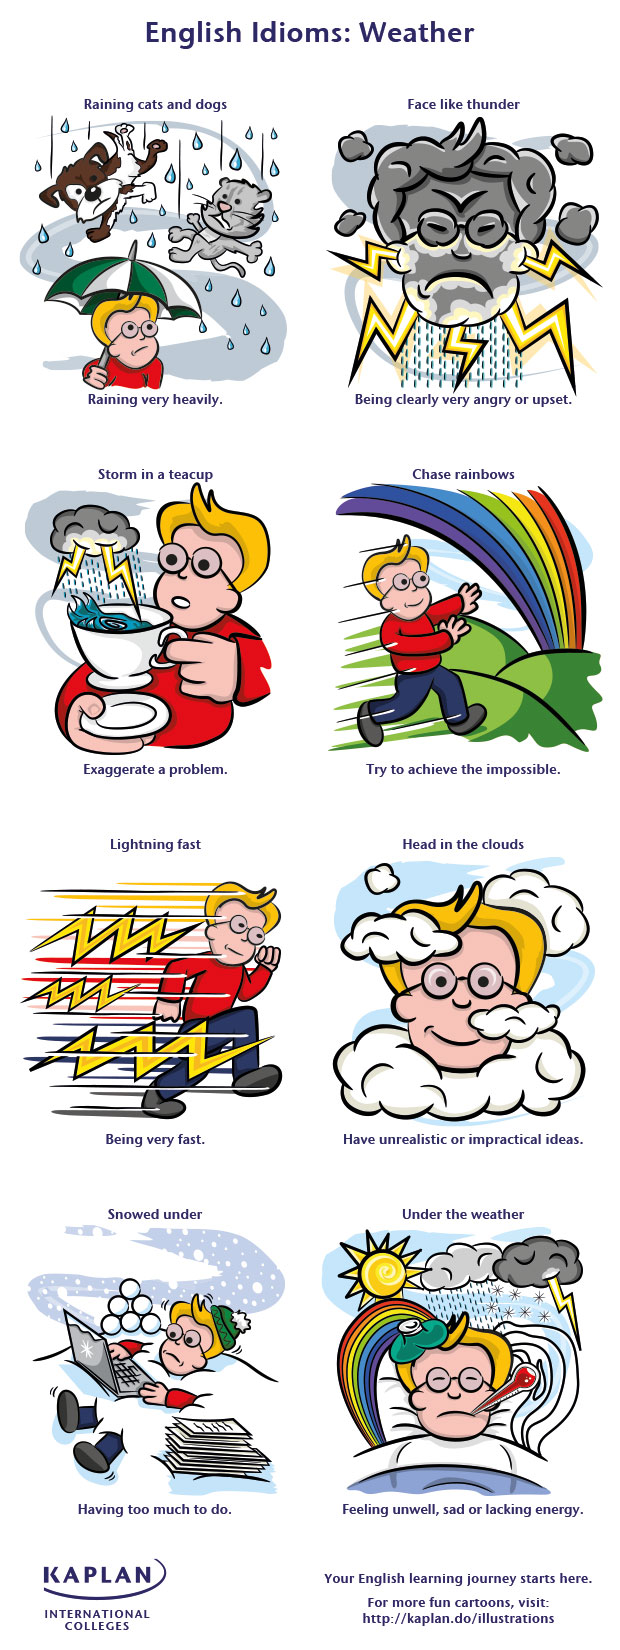 English Idioms: Weather
Raining cats and dogs
Face like thunder
Raining very heavily.
Being clearly very angry or upset.
Storm in a teacup
Chase rainbows
Exaggerate a problem.
Try to achieve the impossible.
Lightning fast
Head in the clouds
Being very fast.
Have unrealistic or impractical ideas.
Snowed under
Under the weather
Having too much to do.
Feeling unwell, sad or lacking energy.
KAPLAN
INTERNATIONAL
COLLEGES
Your English learning journey starts here.
For more fun cartoons, visit:
http://kaplan.do/illustrations